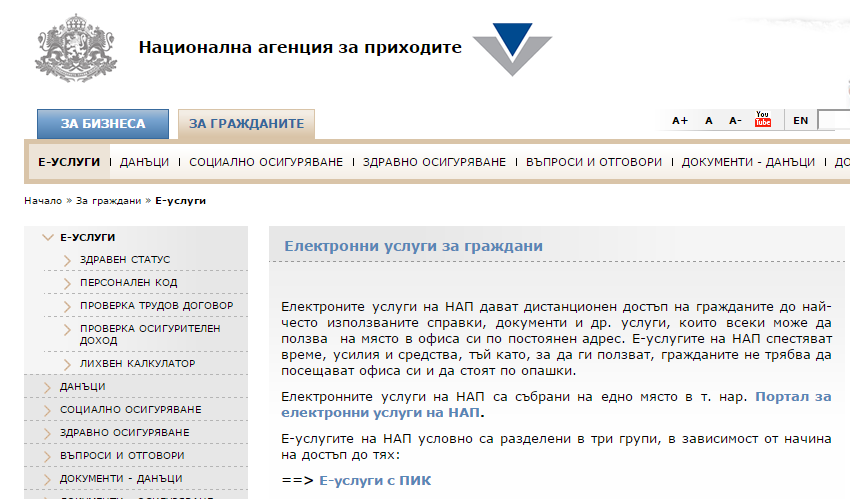 Национална агенция за приходите
ЗА БИЗНЕСА
ЗА ГРАЖДАНИТЕ
A+ A A- You Tube EN
Е-УСЛУГИ | ДАНЪЦИ | СОЦИАЛНО ОСИГУРЯВАНЕ | ЗДРАВНО ОСИГУРЯВАНЕ | ВЪПРОСИ И ОТГОВОРИ | ДОКУМЕНТИ - ДАНЪЦИ | ДО
Начало » За граждани » Е-услуги
Е-УСЛУГИ
ЗДРАВЕН СТАТУС
ПЕРСОНАЛЕН КОД
ПРОВЕРКА ТРУДОВ ДОГОВОР
ПРОВЕРКА ОСИГУРИТЕЛЕН
ДОХОД
ЛИХВЕН КАЛКУЛАТОР
ДАНЪЦИ
СОЦИАЛНО ОСИГУРЯВАНЕ
ЗДРАВНО ОСИГУРЯВАНЕ
ВЪПРОСИ И ОТГОВОРИ
ДОКУМЕНТИ - ДАНЪЦИ
Електронни услуги за граждани
Електроните услуги на НАП дават дистанционен достъп на гражданите до най-
често използваните справки, документи и др. услуги, които всеки може да
ползва на място в офиса си по постоянен адрес. Е-услугите на НАП спестяват
време, усилия и средства, тъй като, за да ги ползват, гражданите не трябва да
посещават офиса си и да стоят по опашки.
Електронните услуги на НАП са събрани на едно място в т. нар. Портал за
електронни услуги на НАП.
Е-услугите на НАП условно са разделени в три групи, в зависимост от начина
на достъп до тях:
==> Е-услуги с ПИК